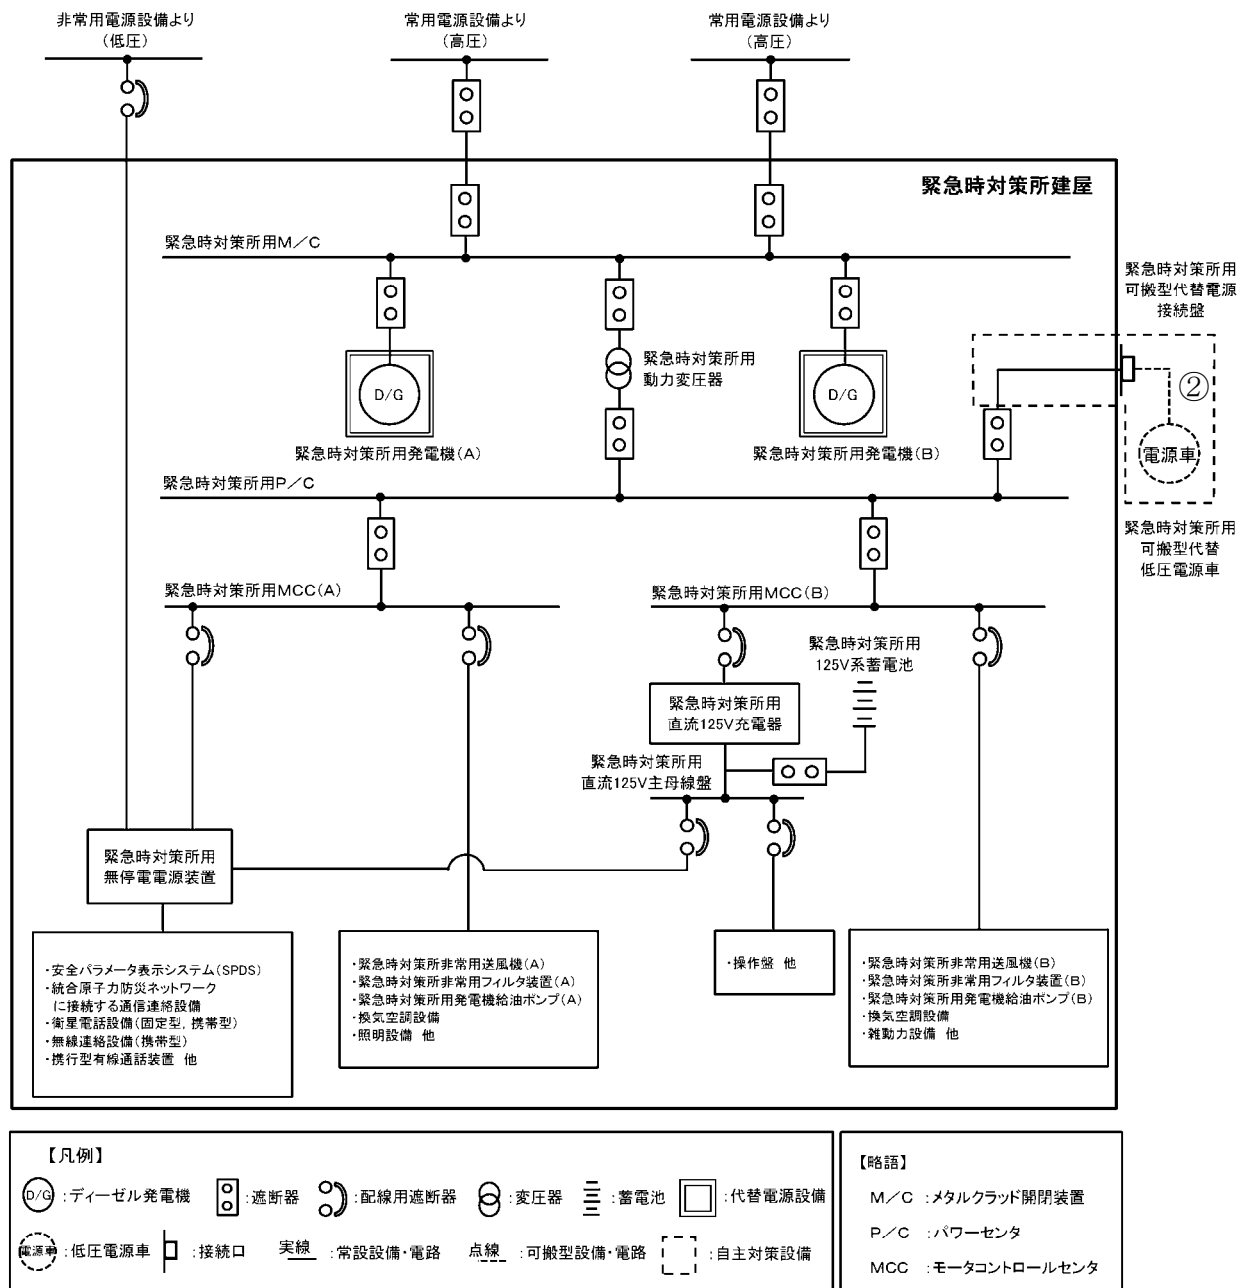 非常用電源設備より
(低圧)
常用電源設備より
(高圧)
常用電源設備より
(高圧)
緊急時対策所建屋
緊急時対策所用M/C
緊急時対策所用
可搬型代替電源
接続盤
D/G
緊急時対策所用
動力変圧器
D/G
②
緊急時対策所用発電機(A)
緊急時対策所用発電機(B)
電源車
緊急時対策所用P/C
緊急時対策所用
可搬型代替
低圧電源車
緊急時対策所用MCC(A)
緊急時対策所用MCC(B)
緊急時対策所用
125V系蓄電池
緊急時対策所用
直流125V充電器
緊急時対策所用
直流125V主母線盤
緊急時対策所用
無停電電源装置
・安全パラメータ表示システム(SPDS)
・統合原子力防災ネットワーク
に接続する通信連絡設備
・衛星電話設備(固定型,携帯型)
・無線連絡設備(携帯型)
・携行型有線通話装置 他
・緊急時対策所非常用送風機(A)
・緊急時対策所非常用フィルタ装置(A)
・緊急時対策所用発電機給油ポンプ(A)
・換気空調設備
・照明設備 他
・操作盤 他
・緊急時対策所非常用送風機(B)
・緊急時対策所非常用フィルタ装置(B)
・緊急時対策所用発電機給油ポンプ(B)
・換気空調設備
・雑動力設備 他
【凡例】
D/G :ディーゼル発電機 :遮断器 :配線用遮断器 :変圧器 :蓄電池 :代替電源設備
電源車 :低圧電源車 :接続口 実線 :常設設備・電路 点線 :可搬型設備・電路 :自主対策設備
【略語】
M/C :メタルクラッド開閉装置
P/C :パワーセンタ
MCC :モータコントロールセンタ